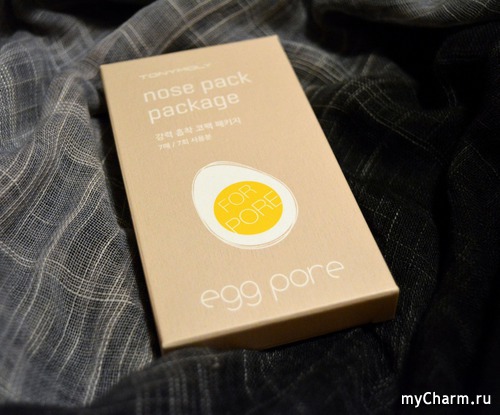 TONYMOLY
nose pack
package
강력 흡착 코팩 패키지
7매 / 7회 사용분
FOR
PORE
egg pore
myCharm.ru